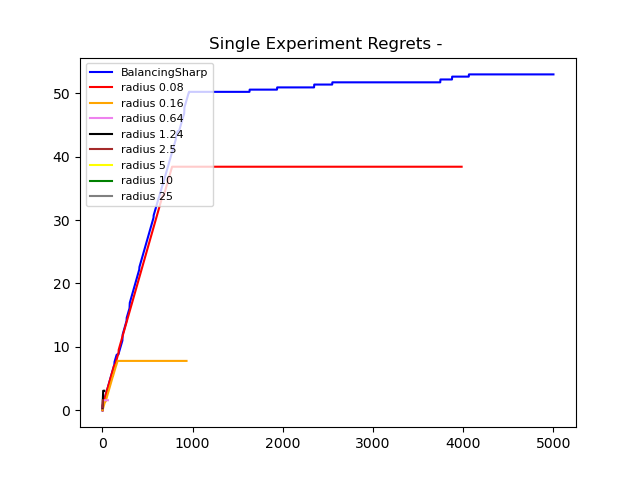 Single Experiment Regrets -
BalancingSharp
radius 0.08
radius 0.16
radius 0.64
radius 1.24
radius 2.5
radius 5
radius 10
radius 25
50
40
30
20
10
0
0 1000 2000 3000 4000 5000